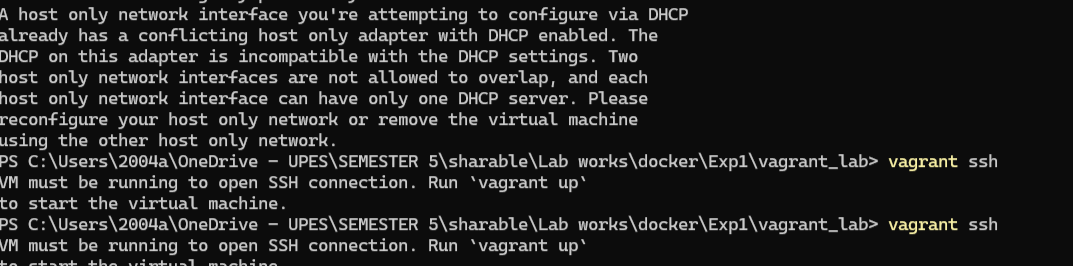 A host only network interface you're attempting to configure via DHCP
already has a conflicting host only adapter with DHCP enabled. The
DHCP on this adapter is incompatible with the DHCP settings. Two
host only network interfaces are not allowed to overlap, and each
host only network interface can have only one DHCP server. Please
reconfigure your host only network or remove the virtual machine
using the other host only network.
PS C:\Users\2004a\OneDrive - UPES\SEMESTER 5\sharable\Lab works\docker\Exp1\vagrant_lab> vagrant ssh
VM must be running to open SSH connection. Run `vagrant up`
to start the virtual machine.
PS C:\Users\2004a\OneDrive - UPES\SEMESTER 5\sharable\Lab works\docker\Exp1\vagrant_lab> vagrant ssh
VM must be running to open SSH connection. Run `vagrant up`
to start the virtual machine